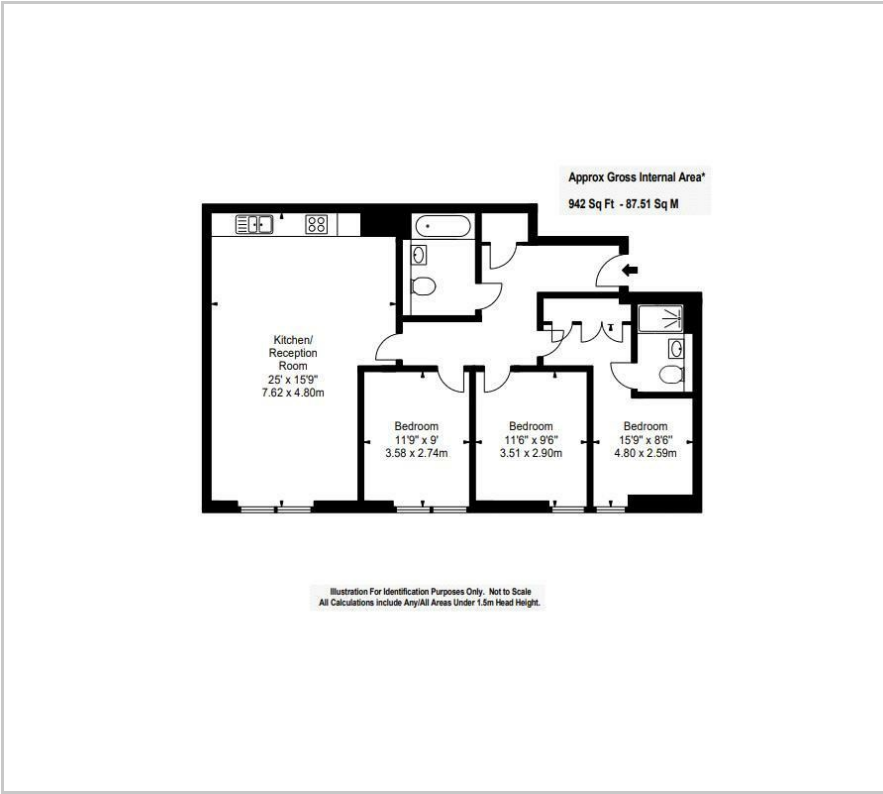 Approx Gross Internal Area*
942 Sq Ft - 87.51 Sq M
Kitchen/
Reception
Room
25' x 15'9"
7.62 x 4.80m
Bedroom
11'9" x 9'
3.58 x 2.74m
Bedroom
11'6" x 9'6"
3.51 x 2.90m
Bedroom
15'9" x 8'6"
4.80 x 2.59m
Illustration For Identification Purposes Only. Not to Scale
All Calculations include Any/All Areas Under 1.5m Head Height.